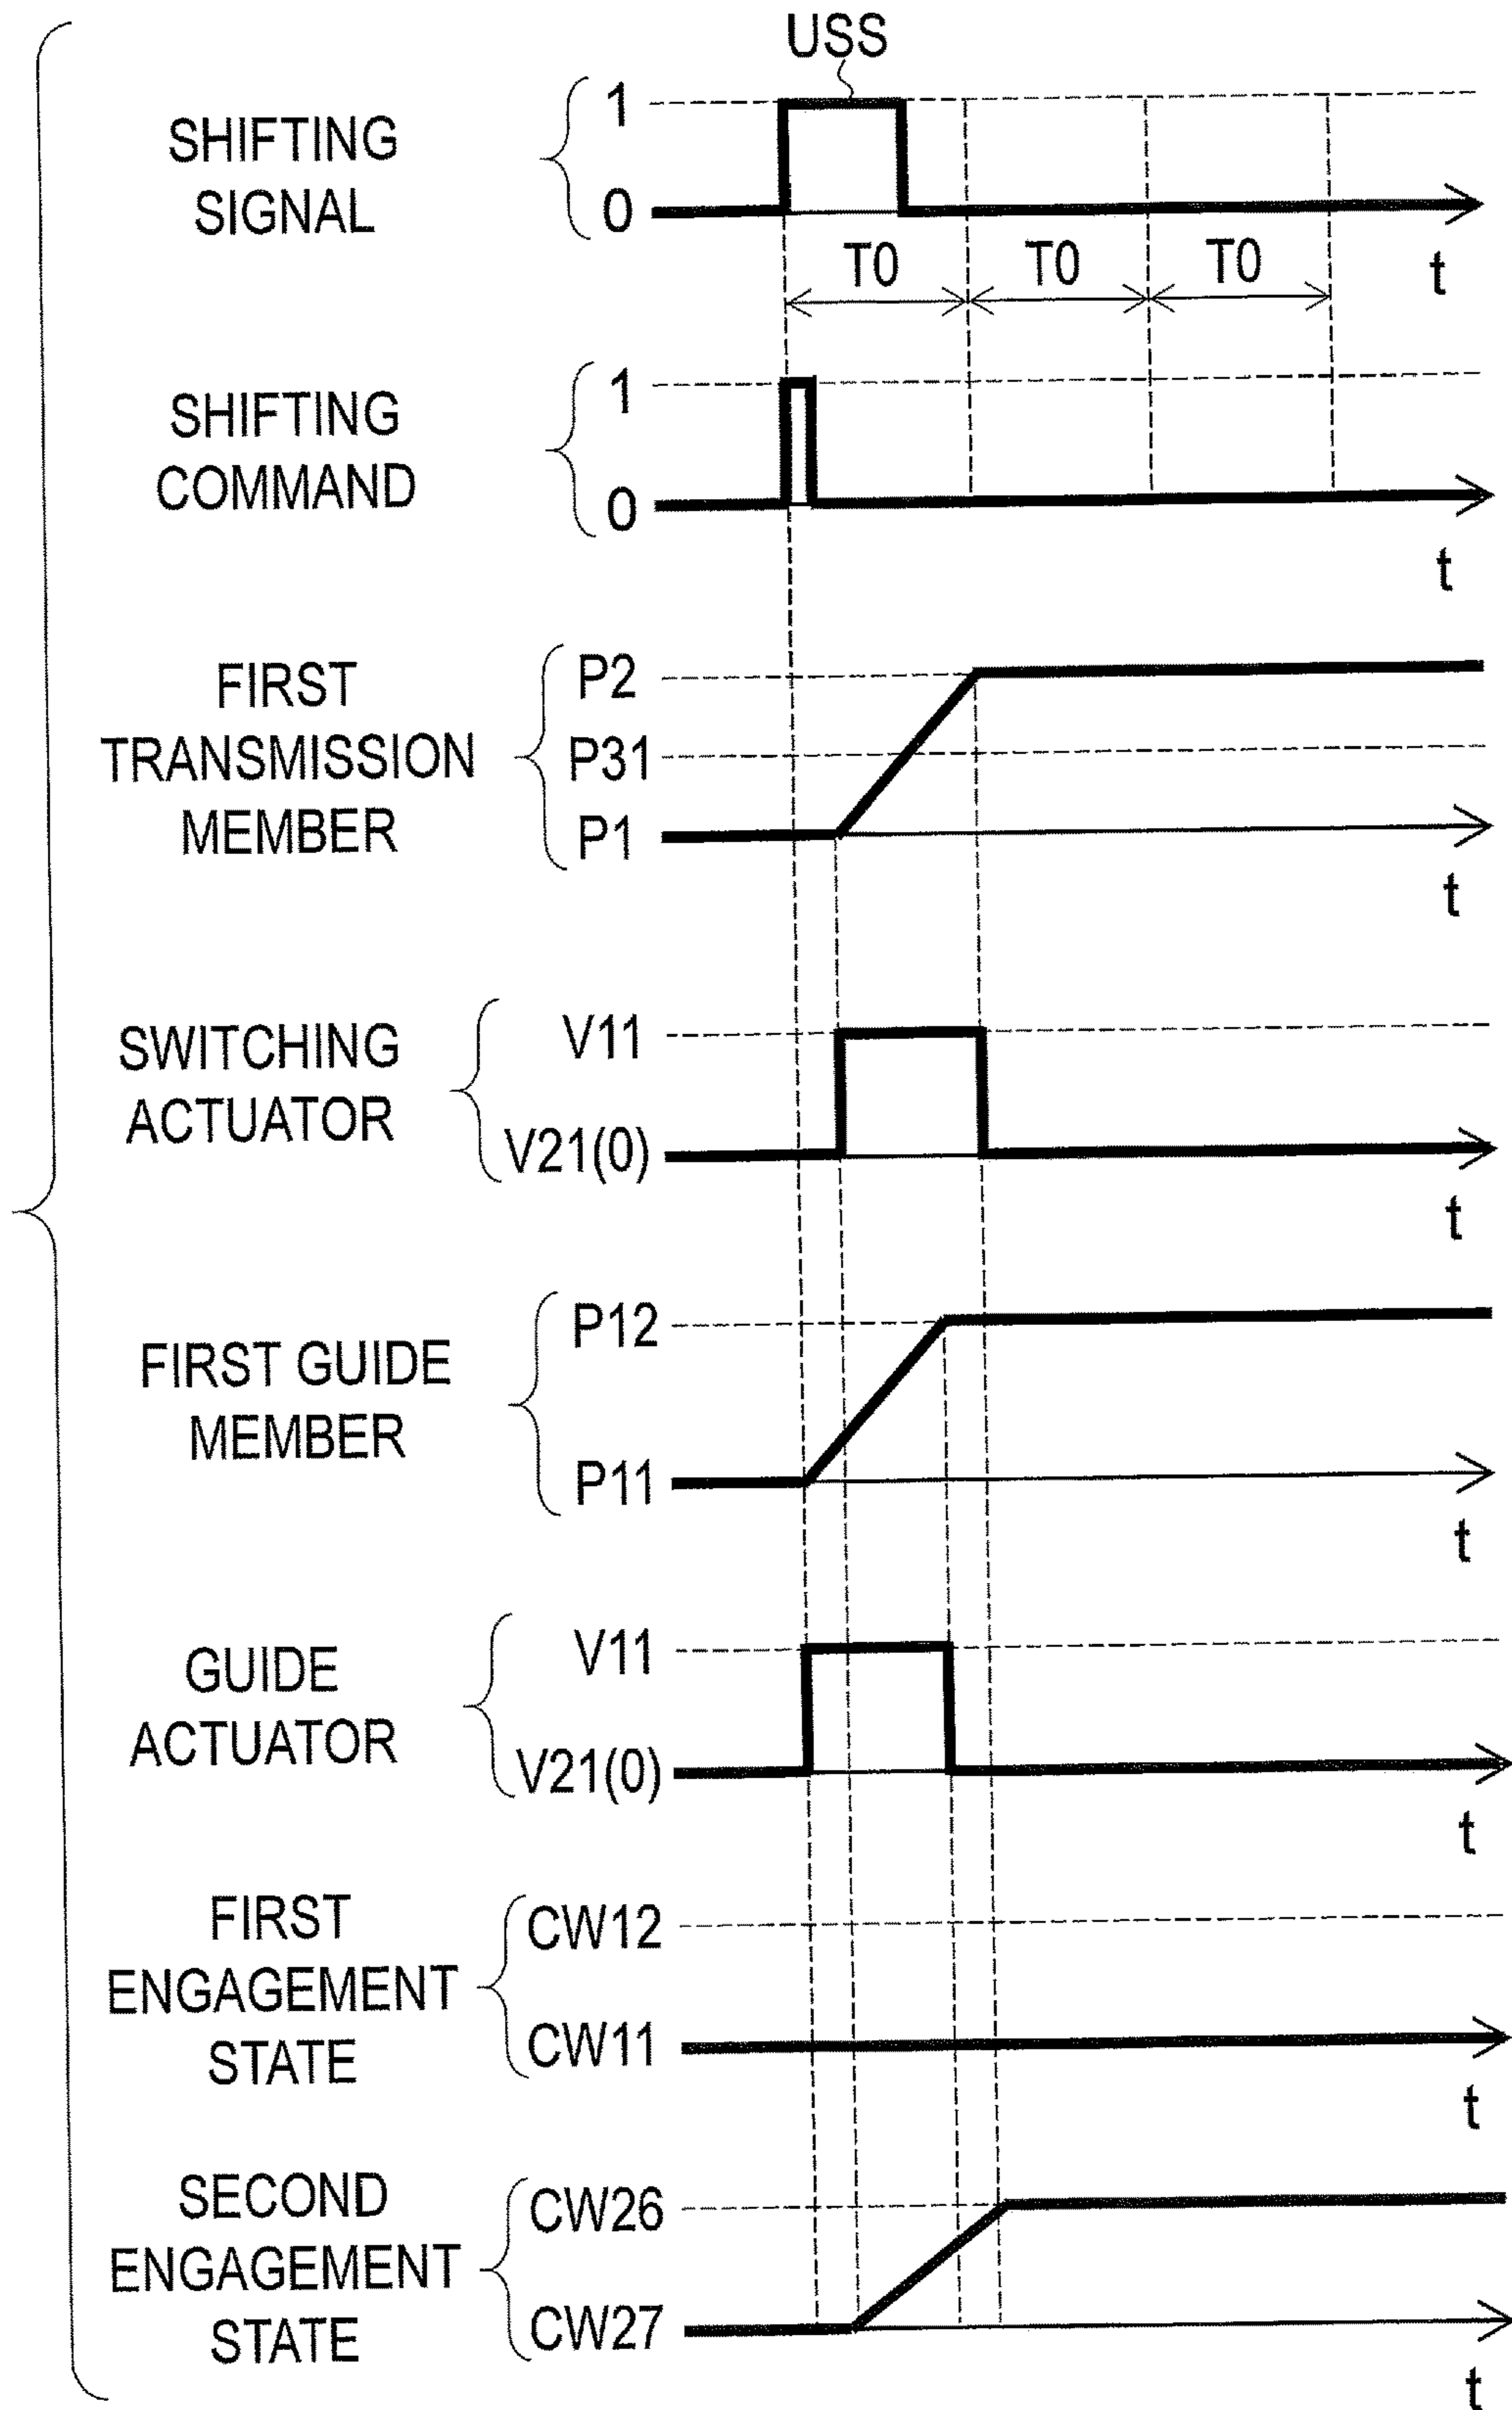 USS
SHIFTING
SIGNAL
1
0
T0 T0 T0
t
SHIFTING
COMMAND
1
0
t
FIRST
TRANSMISSION
MEMBER
P2
P31
P1
t
SWITCHING
ACTUATOR
V11
V21(0)
t
FIRST GUIDE
MEMBER
P12
P11
t
GUIDE
ACTUATOR
V11
V21(0)
t
FIRST
ENGAGEMENT
STATE
CW12
CW11
t
SECOND
ENGAGEMENT
STATE
CW26
CW27
t